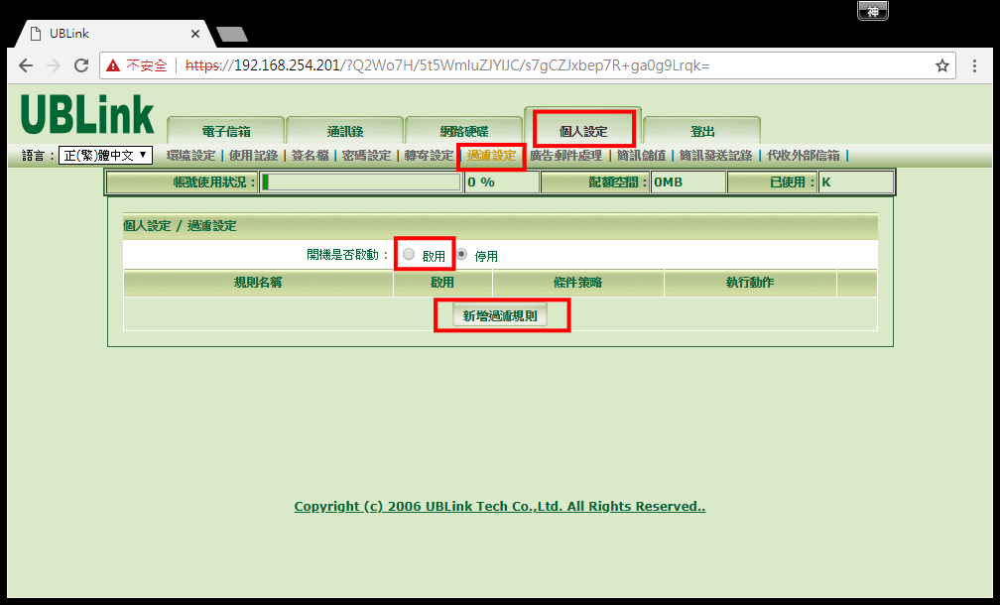 神
UBLink
不安全 https://192.168.254.201/?Q2Wo7H/5t5WmIuZJYIJC/s7gCZJxbep7R+ga0g9Lrqk=
UBLink
電子信箱 通訊錄 網路硬碟 個人設定 登出
語言： 正(繁)體中文 環境設定 | 使用記錄 | 簽名檔 | 密碼設定 | 轉寄設定 | 過濾設定 | 廣告郵件處理 | 簡訊儲值 | 簡訊發送記錄 | 代收外部信箱 |
帳號使用狀況： 0 % 配額空間： 0MB 已使用： K
個人設定 / 過濾設定
開機是否啟動： 啟用 停用
規則名稱 啟用 條件策略 執行動作
新增過濾規則
Copyright (c) 2006 UBLink Tech Co.,Ltd. All Rights Reserved..